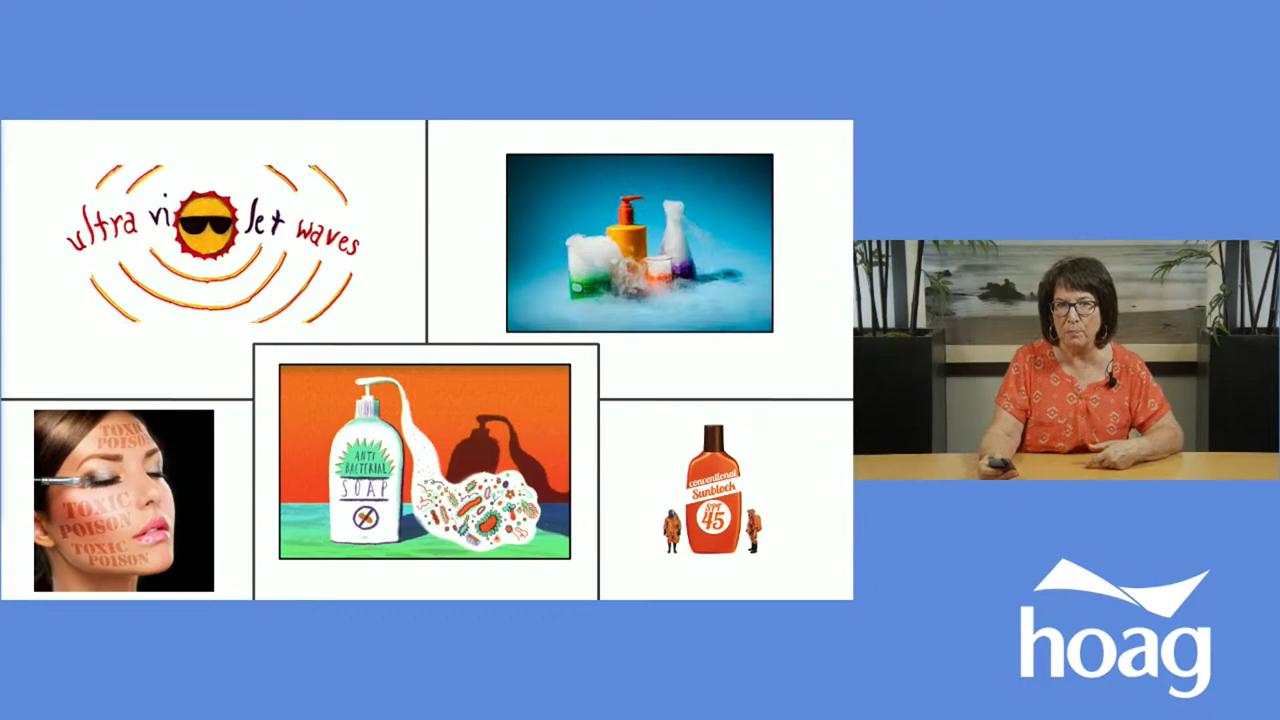 ultra violet waves
TOXIC
POISON
TOXIC
POISON
TOXIC
POISON
ANTI
BACTERIAL
SOAP
conventional
Sunblock
SPF
45
hoag